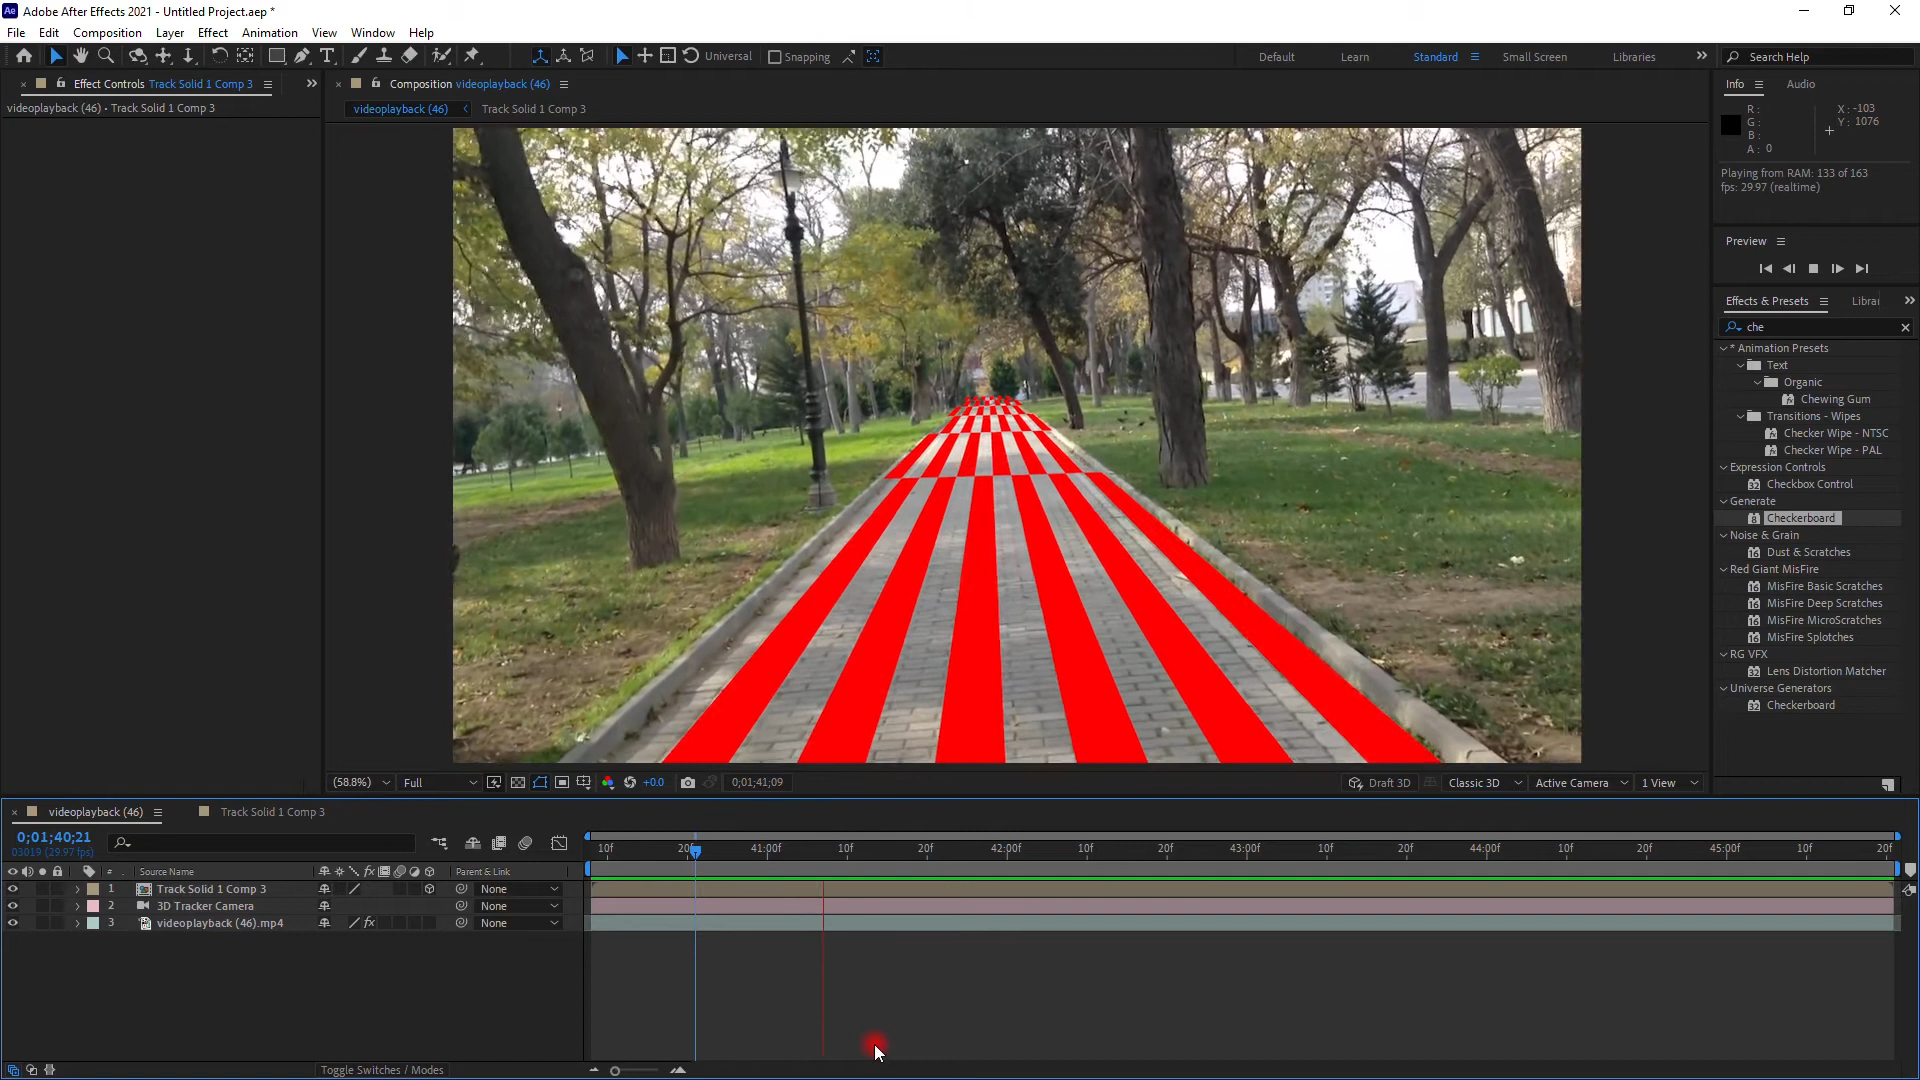 Adobe After Effects 2021 - Untitled Project.aep *
File Edit Composition Layer Effect Animation View Window Help
Universal Snapping Default Learn Standard Small Screen Libraries Search Help
Effect Controls Track Solid 1 Comp 3
videoplayback (46) • Track Solid 1 Comp 3
Composition videoplayback (46)
videoplayback (46) Track Solid 1 Comp 3
Info Audio
R :
G :
B :
A : 0
X : -103
Y : 1076
Playing from RAM: 133 of 163
fps: 29.97 (realtime)
Preview
Effects & Presets Librai
che
* Animation Presets
Text
Organic
Chewing Gum
Transitions - Wipes
Checker Wipe - NTSC
Checker Wipe - PAL
Expression Controls
Checkbox Control
Generate
Checkerboard
Noise & Grain
Dust & Scratches
Red Giant MisFire
MisFire Basic Scratches
MisFire Deep Scratches
MisFire MicroScratches
MisFire Splotches
RG VFX
Lens Distortion Matcher
Universe Generators
Checkerboard
(58.8%) Full +0.0 0;01;41;09 Draft 3D Classic 3D Active Camera 1 View
videoplayback (46) Track Solid 1 Comp 3
0;01;40;21
03019 (29.97 fps)
10f 20f 41:00f 10f 20f 42:00f 10f 20f 43:00f 10f 20f 44:00f 10f 20f 45:00f 10f 20f
# Source Name Parent & Link
1 Track Solid 1 Comp 3 None
2 3D Tracker Camera None
3 videoplayback (46).mp4 None
Toggle Switches / Modes